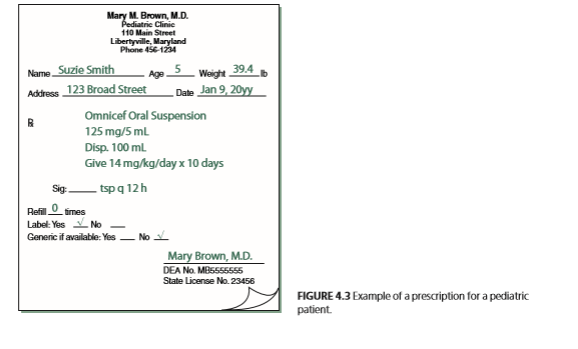 Mary M. Brown, M.D.
Pediatric Clinic
110 Main Street
Libertyville, Maryland
Phone 456-1234
Name Suzie Smith Age 5 Weight 39.4 lb
Address 123 Broad Street Date Jan 9, 20yy
℞ Omnicef Oral Suspension
125 mg/5 mL
Disp. 100 mL
Give 14 mg/kg/day x 10 days
Sig: ____ tsp q 12 h
Refill 0 times
Label: Yes √ No __
Generic if available: Yes __ No √
Mary Brown, M.D.
DEA No. MB5555555
State License No. 23456
FIGURE 4.3 Example of a prescription for a pediatric
patient.